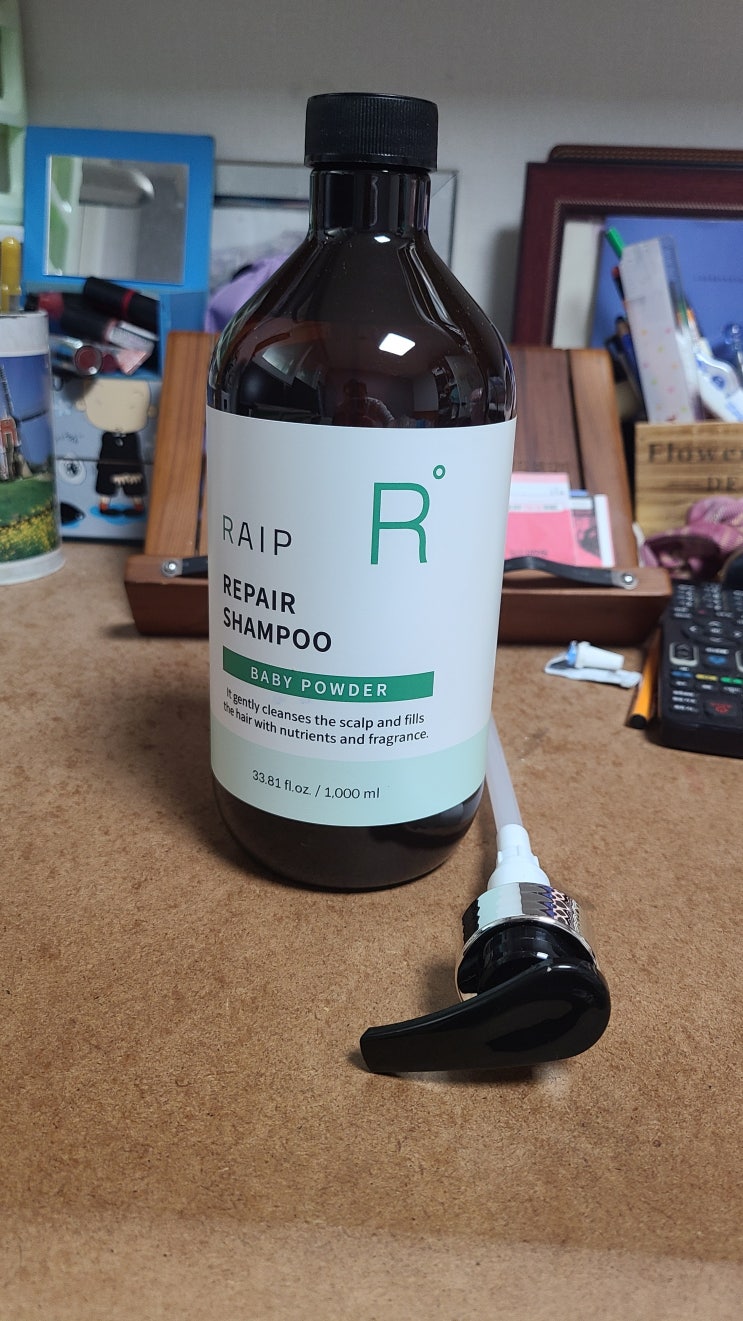 R°
RAIP
REPAIR
SHAMPOO
BABY POWDER
It gently cleanses the scalp and fills
the hair with nutrients and fragrance.
33.81 fl.oz. / 1,000 ml